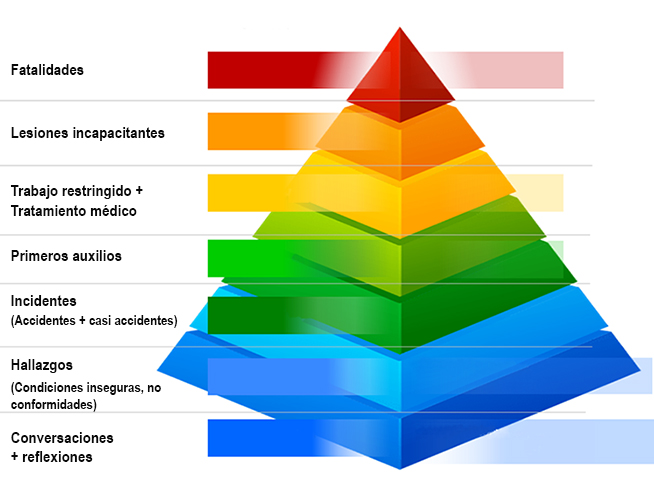 Fatalidades
Lesiones incapacitantes
Trabajo restringido +
Tratamiento médico
Primeros auxilios
Incidentes
(Accidentes + casi accidentes)
Hallazgos
(Condiciones inseguras, no
conformidades)
Conversaciones
+ reflexiones